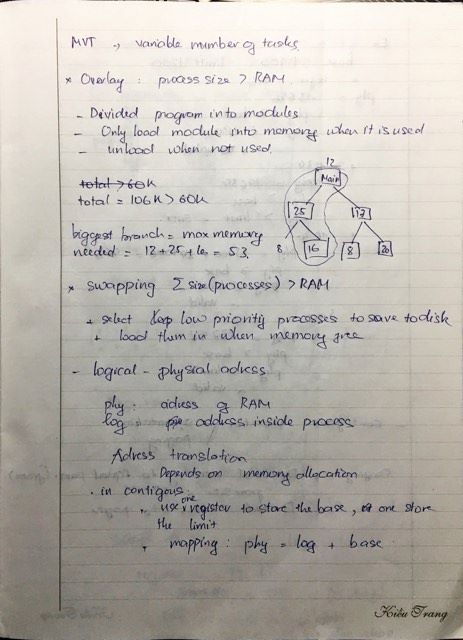 MVT → variable number of tasks
* Overlay : process size > RAM
- Divided program into modules
- Only load module into memory when it is used
- unload when not used.
12
Main
total > 60K
total = 106K > 60K
25
17
biggest branch = max memory
needed = 12 + 25 + 16 = 53.
8
16
8
20
* swapping Σ size (processes) > RAM
+ select keep low priority processes to save to disk
+ load them in when memory free
- logical - physial adress
phy : adress of RAM
log : address inside process
Adress translation
Depends on memory allocation
. in contigous :
use one register to store the base, one store
the limit
mapping : phy = log + base
Kiều Trang